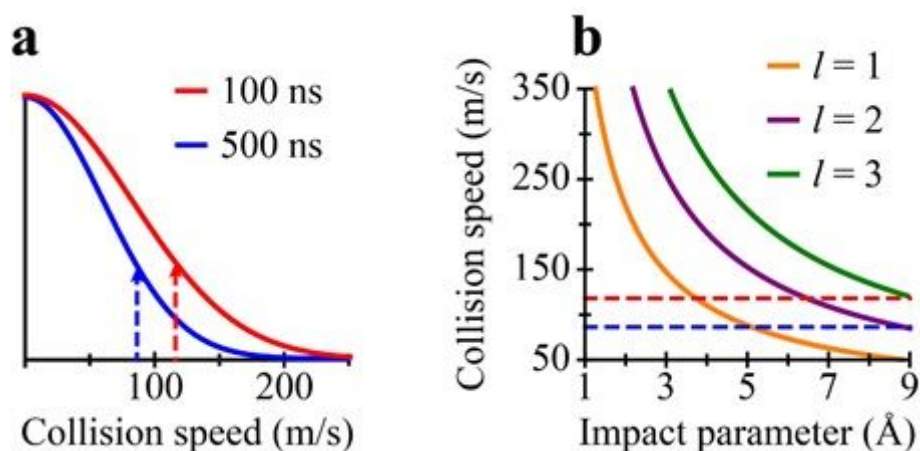 a
100 ns
500 ns
100
200
Collision speed (m/s)
b
l = 1
l = 2
l = 3
Collision speed (m/s)
350
250
150
50
1
3
5
7
9
Impact parameter (Å)